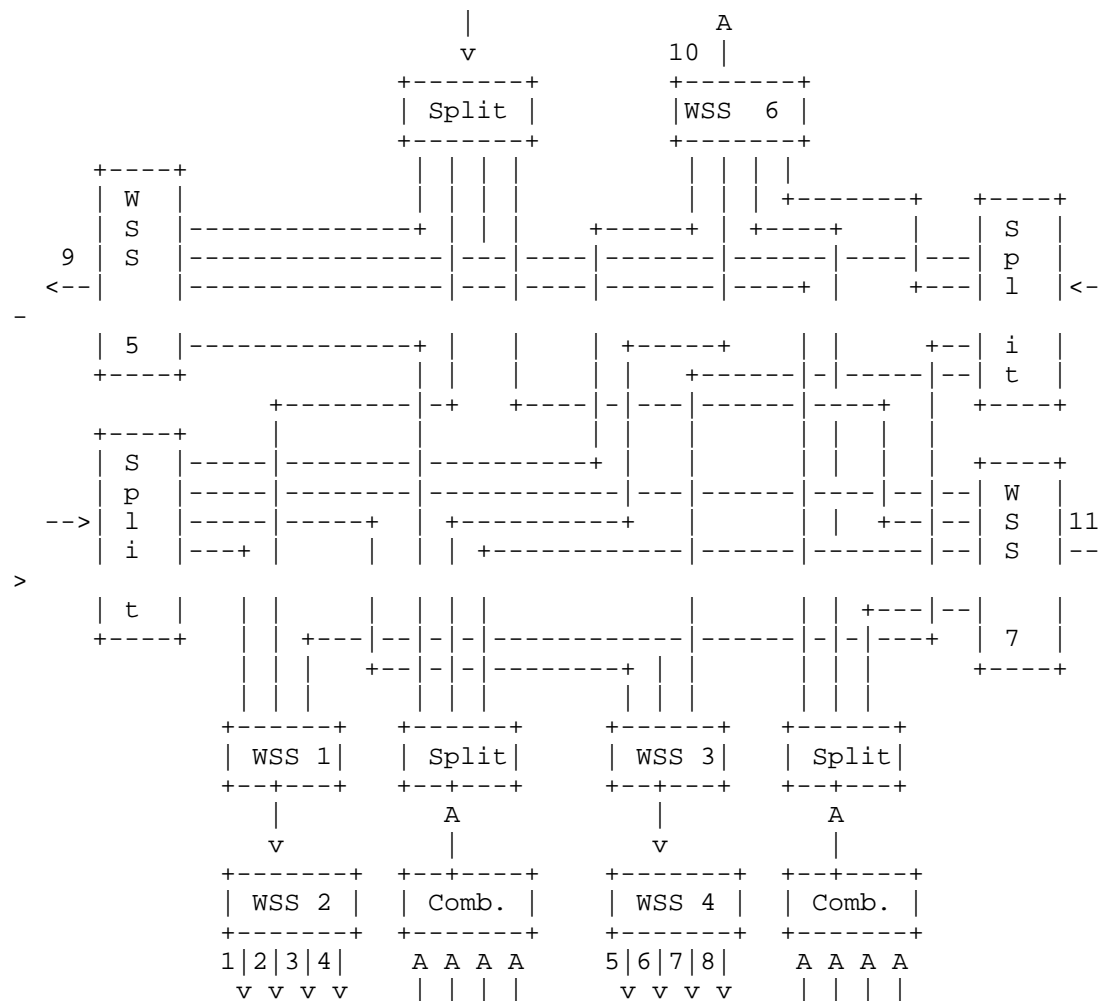 A
v 10
Split WSS 6
W
S S
9 S p
l
5 i
t
S
p W
l S 11
i S
t
7
WSS 1 Split WSS 3 Split
A A
v v
WSS 2 Comb. WSS 4 Comb.
1|2|3|4| A A A A 5|6|7|8| A A A A
v v v v v v v v